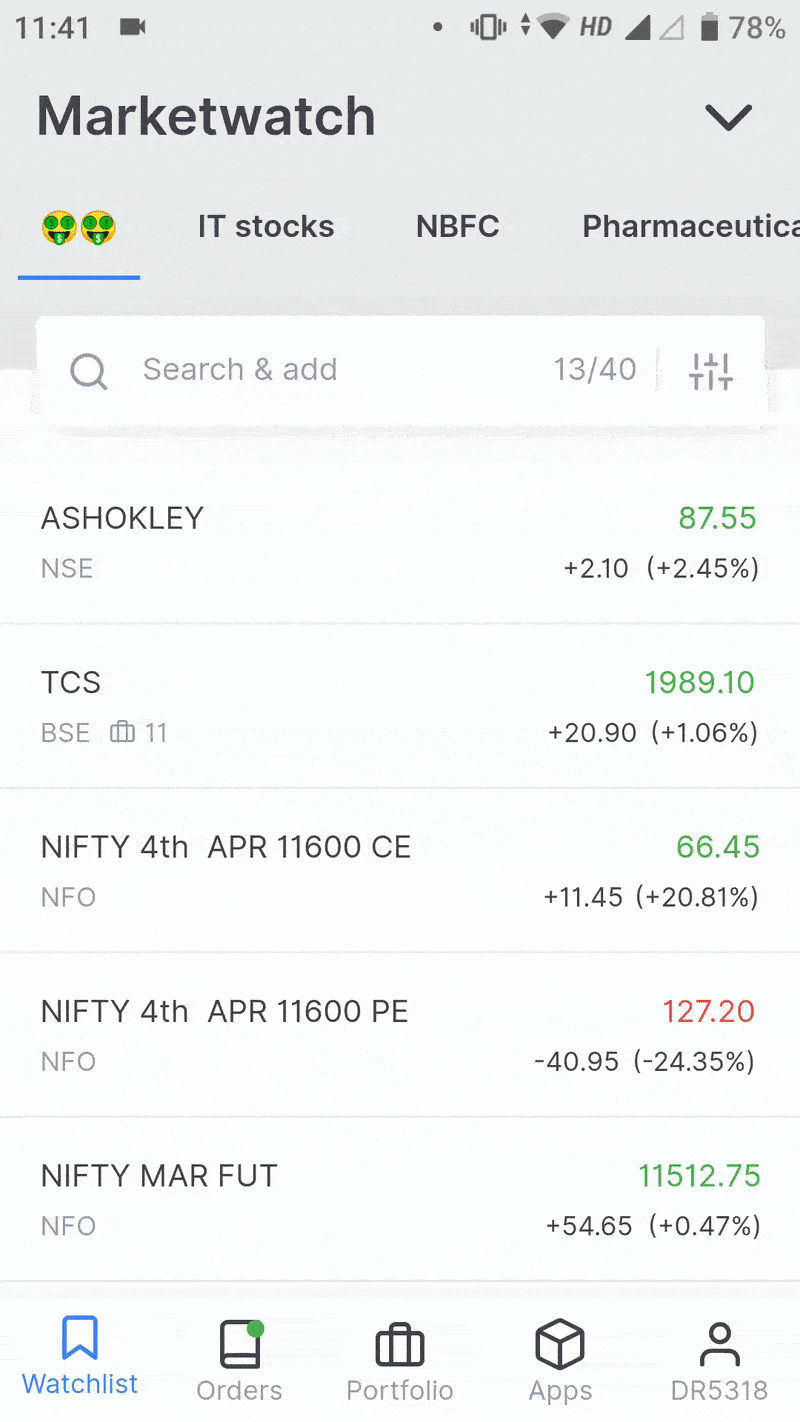 11:41 HD 78%
Marketwatch
🤑🤑 IT stocks NBFC Pharmaceutica
Search & add 13/40
ASHOKLEY 87.55
NSE +2.10 (+2.45%)
TCS 1989.10
BSE 11 +20.90 (+1.06%)
NIFTY 4th APR 11600 CE 66.45
NFO +11.45 (+20.81%)
NIFTY 4th APR 11600 PE 127.20
NFO -40.95 (-24.35%)
NIFTY MAR FUT 11512.75
NFO +54.65 (+0.47%)
Watchlist Orders Portfolio Apps DR5318